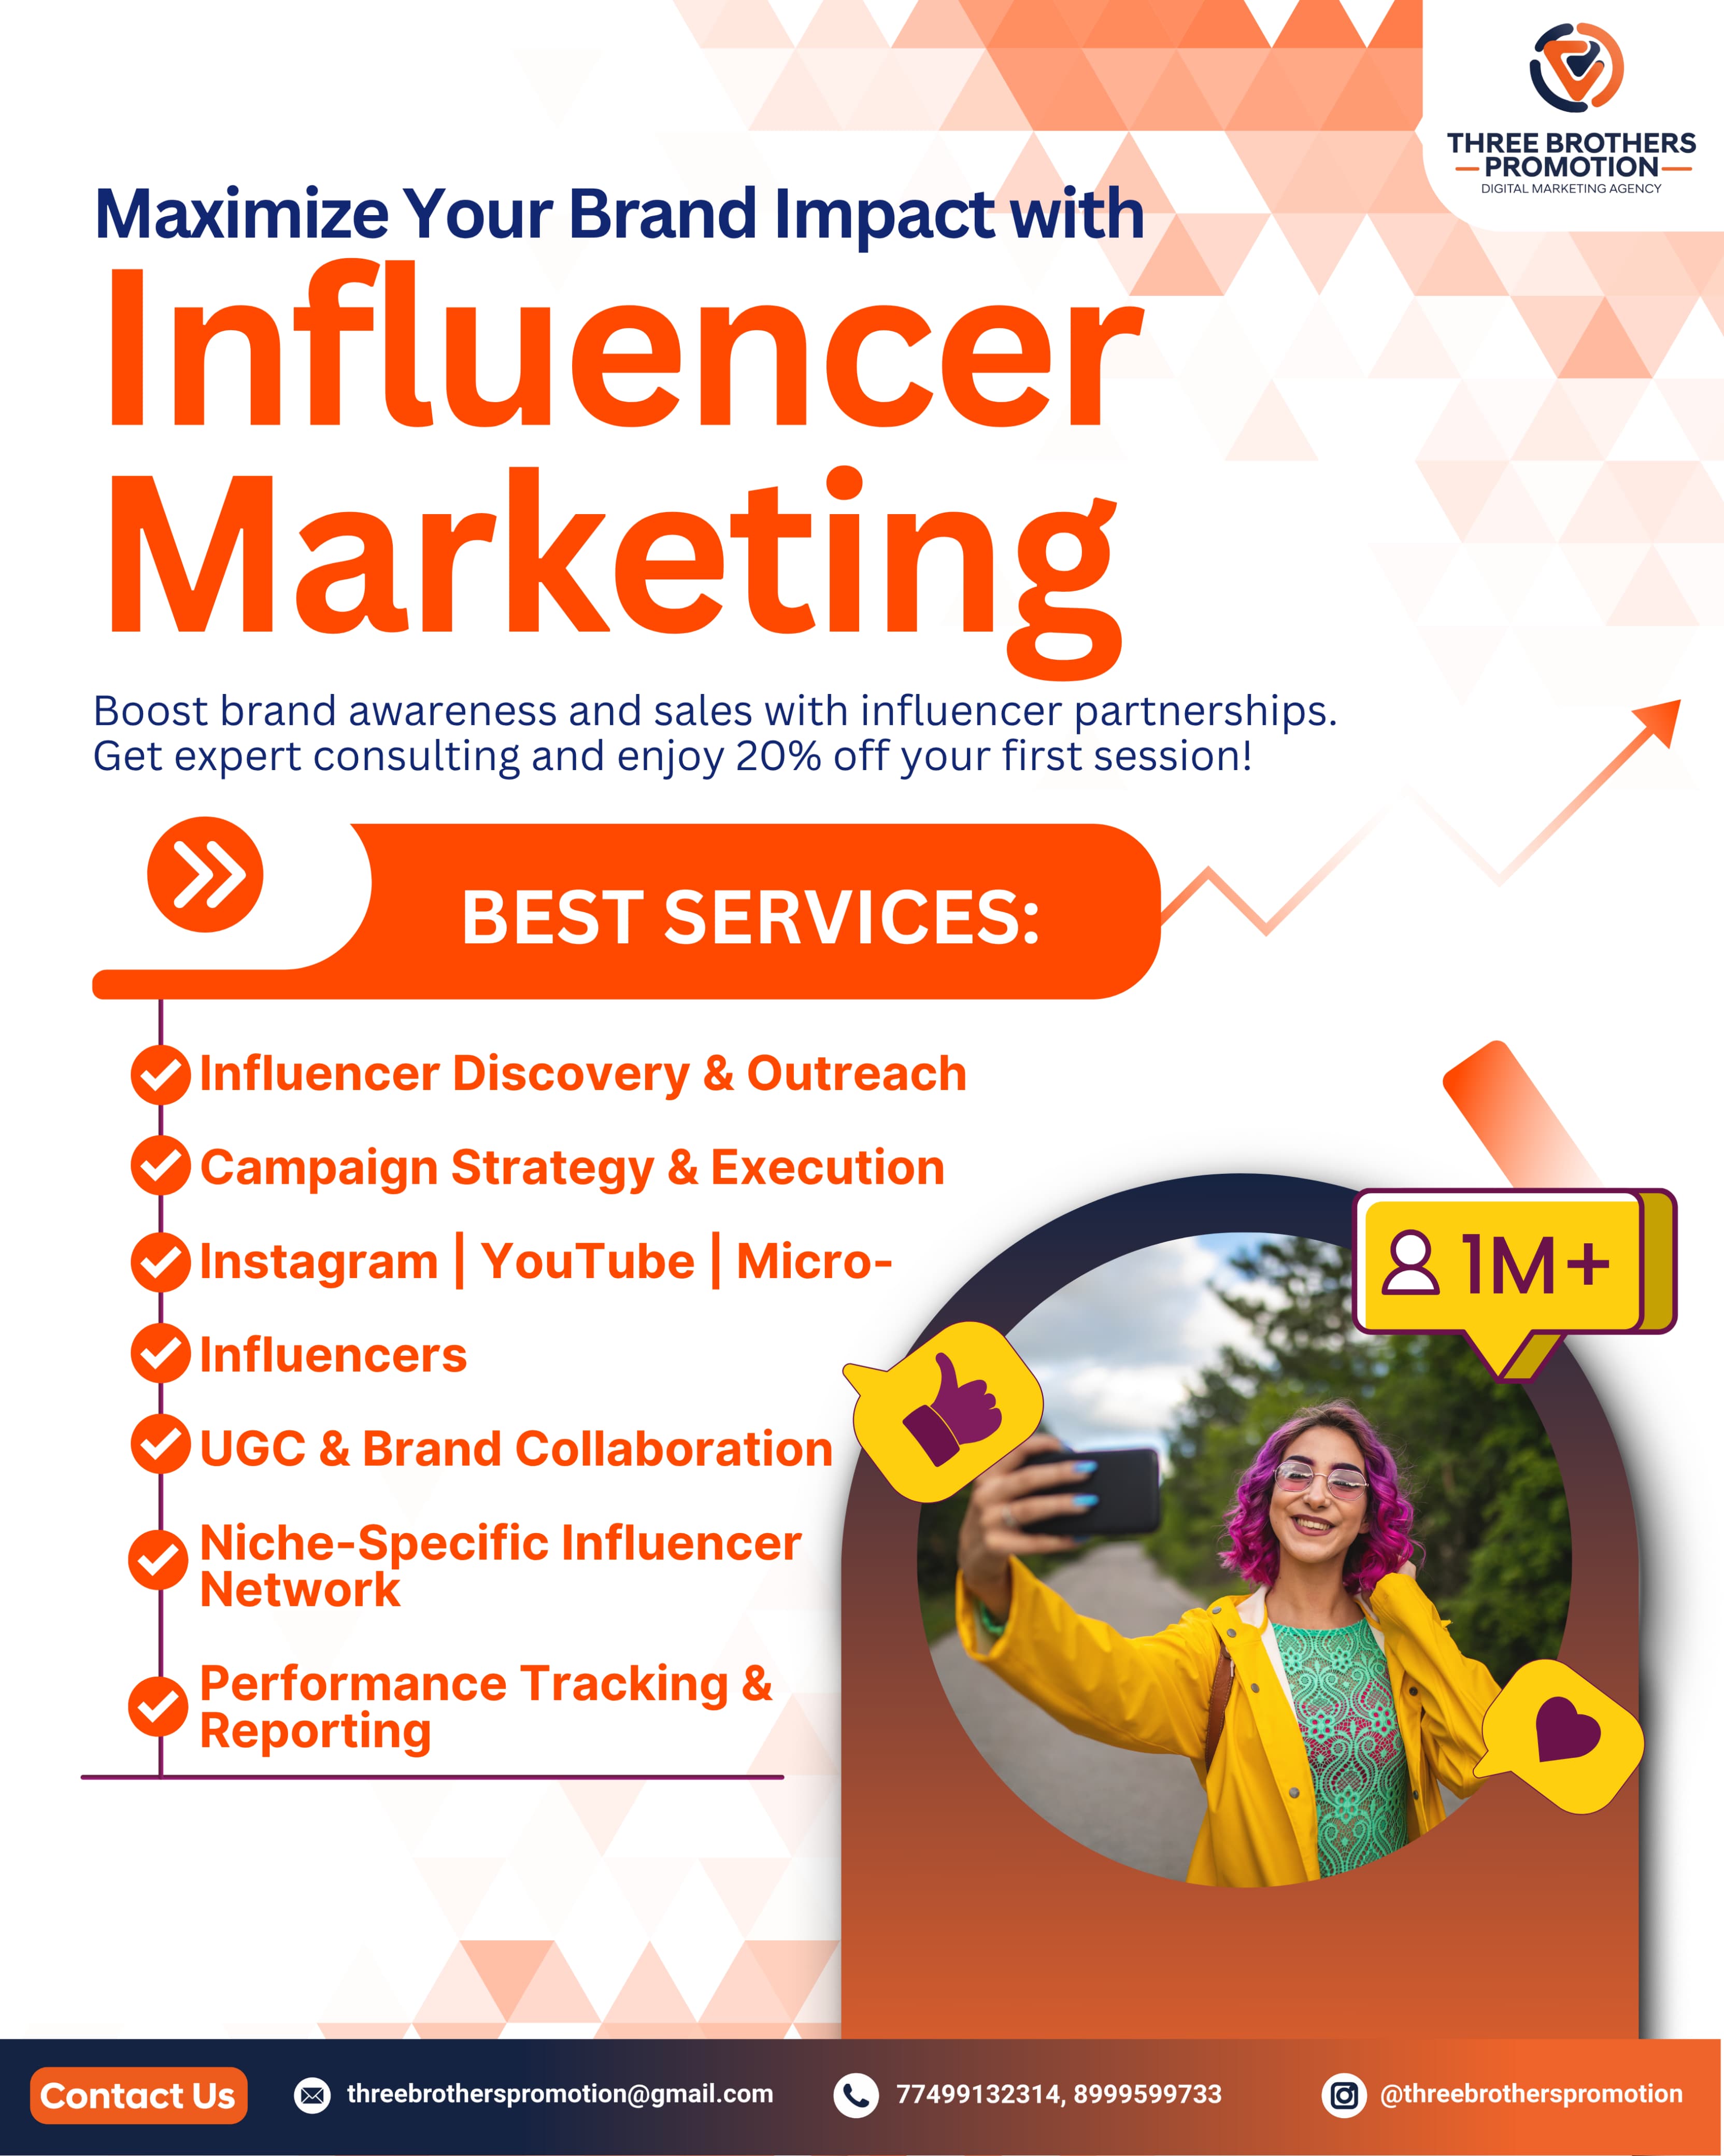 THREE BROTHERS
PROMOTION
DIGITAL MARKETING AGENCY
Maximize Your Brand Impact with
Influencer
Marketing
Boost brand awareness and sales with influencer partnerships.
Get expert consulting and enjoy 20% off your first session!
BEST SERVICES:
Influencer Discovery & Outreach
Campaign Strategy & Execution
Instagram | YouTube | Micro-
Influencers
UGC & Brand Collaboration
Niche-Specific Influencer
Network
Performance Tracking &
Reporting
1M+
Contact Us
threebrotherspromotion@gmail.com
77499132314, 8999599733
@threebrotherspromotion